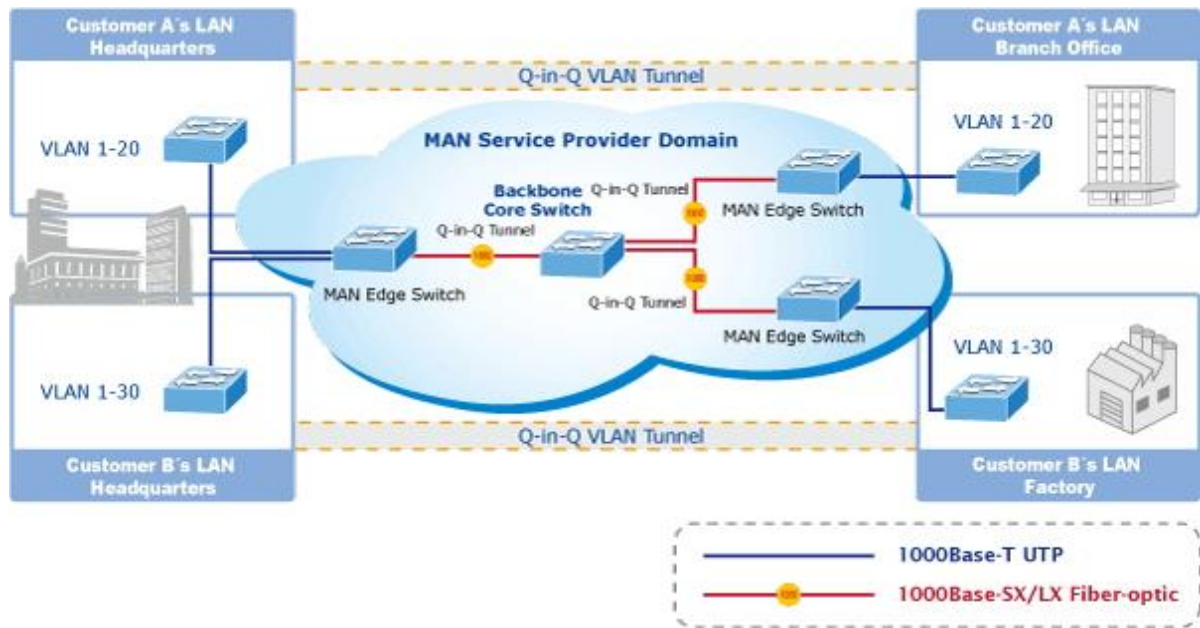 Customer A's LAN
Headquarters
Customer A's LAN
Branch Office
Q-in-Q VLAN Tunnel
VLAN 1-20
MAN Service Provider Domain
VLAN 1-20
Backbone
Core Switch
Q-in-Q Tunnel
MAN Edge Switch
Q-in-Q Tunnel
MAN Edge Switch
Q-in-Q Tunnel
MAN Edge Switch
VLAN 1-30
VLAN 1-30
Q-in-Q VLAN Tunnel
Customer B's LAN
Headquarters
Customer B's LAN
Factory
1000Base-T UTP
1000Base-SX/LX Fiber-optic